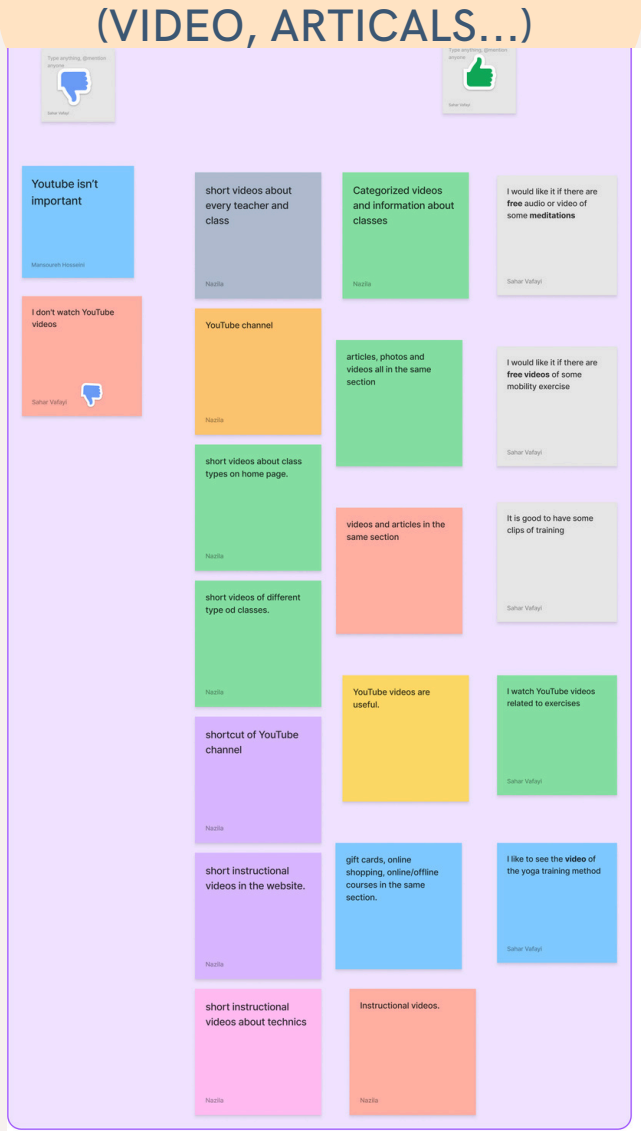 (VIDEO, ARTICALS...)
Type anything, @mention
anyone
Sahar Vafayi
Type anything, @mention
anyone
Sahar Vafayi
Youtube isn't
important
Mansoureh Hosseini
I don't watch YouTube
videos
Sahar Vafayi
short videos about
every teacher and
class
Nazila
YouTube channel
Nazila
short videos about class
types on home page.
Nazila
short videos of different
type od classes.
Nazila
shortcut of YouTube
channel
Nazila
short instructional
videos in the website.
Nazila
short instructional
videos about technics
Nazila
Categorized videos
and information about
classes
Nazila
articles, photos and
videos all in the same
section
videos and articles in the
same section
YouTube videos are
useful.
gift cards, online
shopping, online/offline
courses in the same
section.
Instructional videos.
Nazila
I would like it if there are
free audio or video of
some meditations
Sahar Vafayi
I would like it if there are
free videos of some
mobility exercise
Sahar Vafayi
It is good to have some
clips of training
Sahar Vafayi
I watch YouTube videos
related to exercises
Sahar Vafayi
I like to see the video of
the yoga training method
Sahar Vafayi